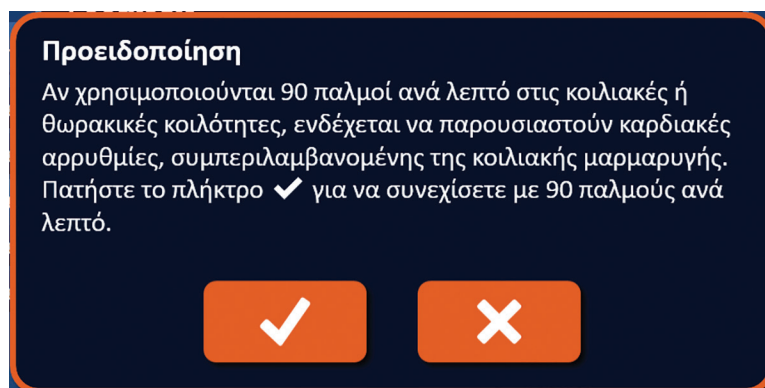 Προειδοποίηση
Αν χρησιμοποιούνται 90 παλμοί ανά λεπτό στις κοιλιακές ή
θωρακικές κοιλότητες, ενδέχεται να παρουσιαστούν καρδιακές
αρρυθμίες, συμπεριλαμβανομένης της κοιλιακής μαρμαρυγής.
Πατήστε το πλήκτρο ✔ για να συνεχίσετε με 90 παλμούς ανά
λεπτό.